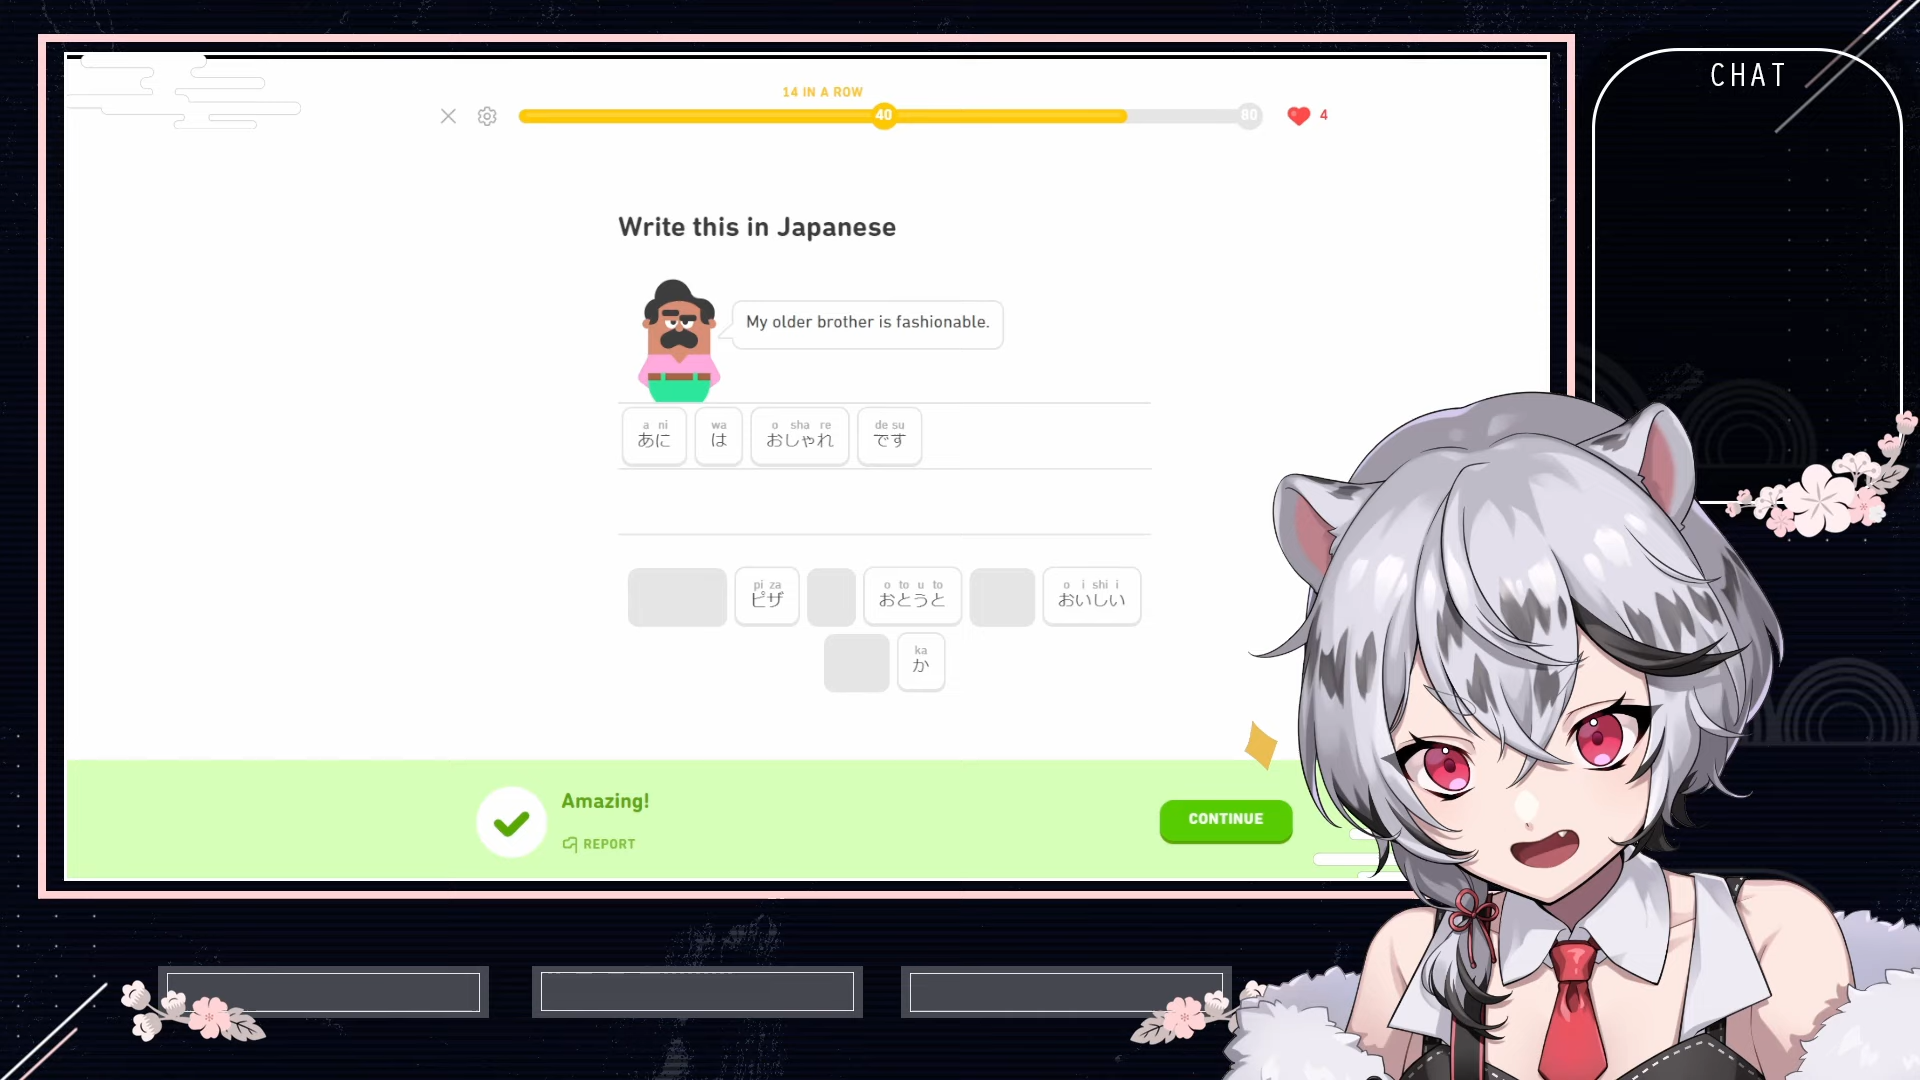 CHAT
14 IN A ROW
40
80
4
Write this in Japanese
My older brother is fashionable.
a ni
あに
wa
は
o sha re
おしゃれ
de su
です
pi za
ピザ
o to u to
おとうと
o i shi i
おいしい
ka
か
Amazing!
REPORT
CONTINUE